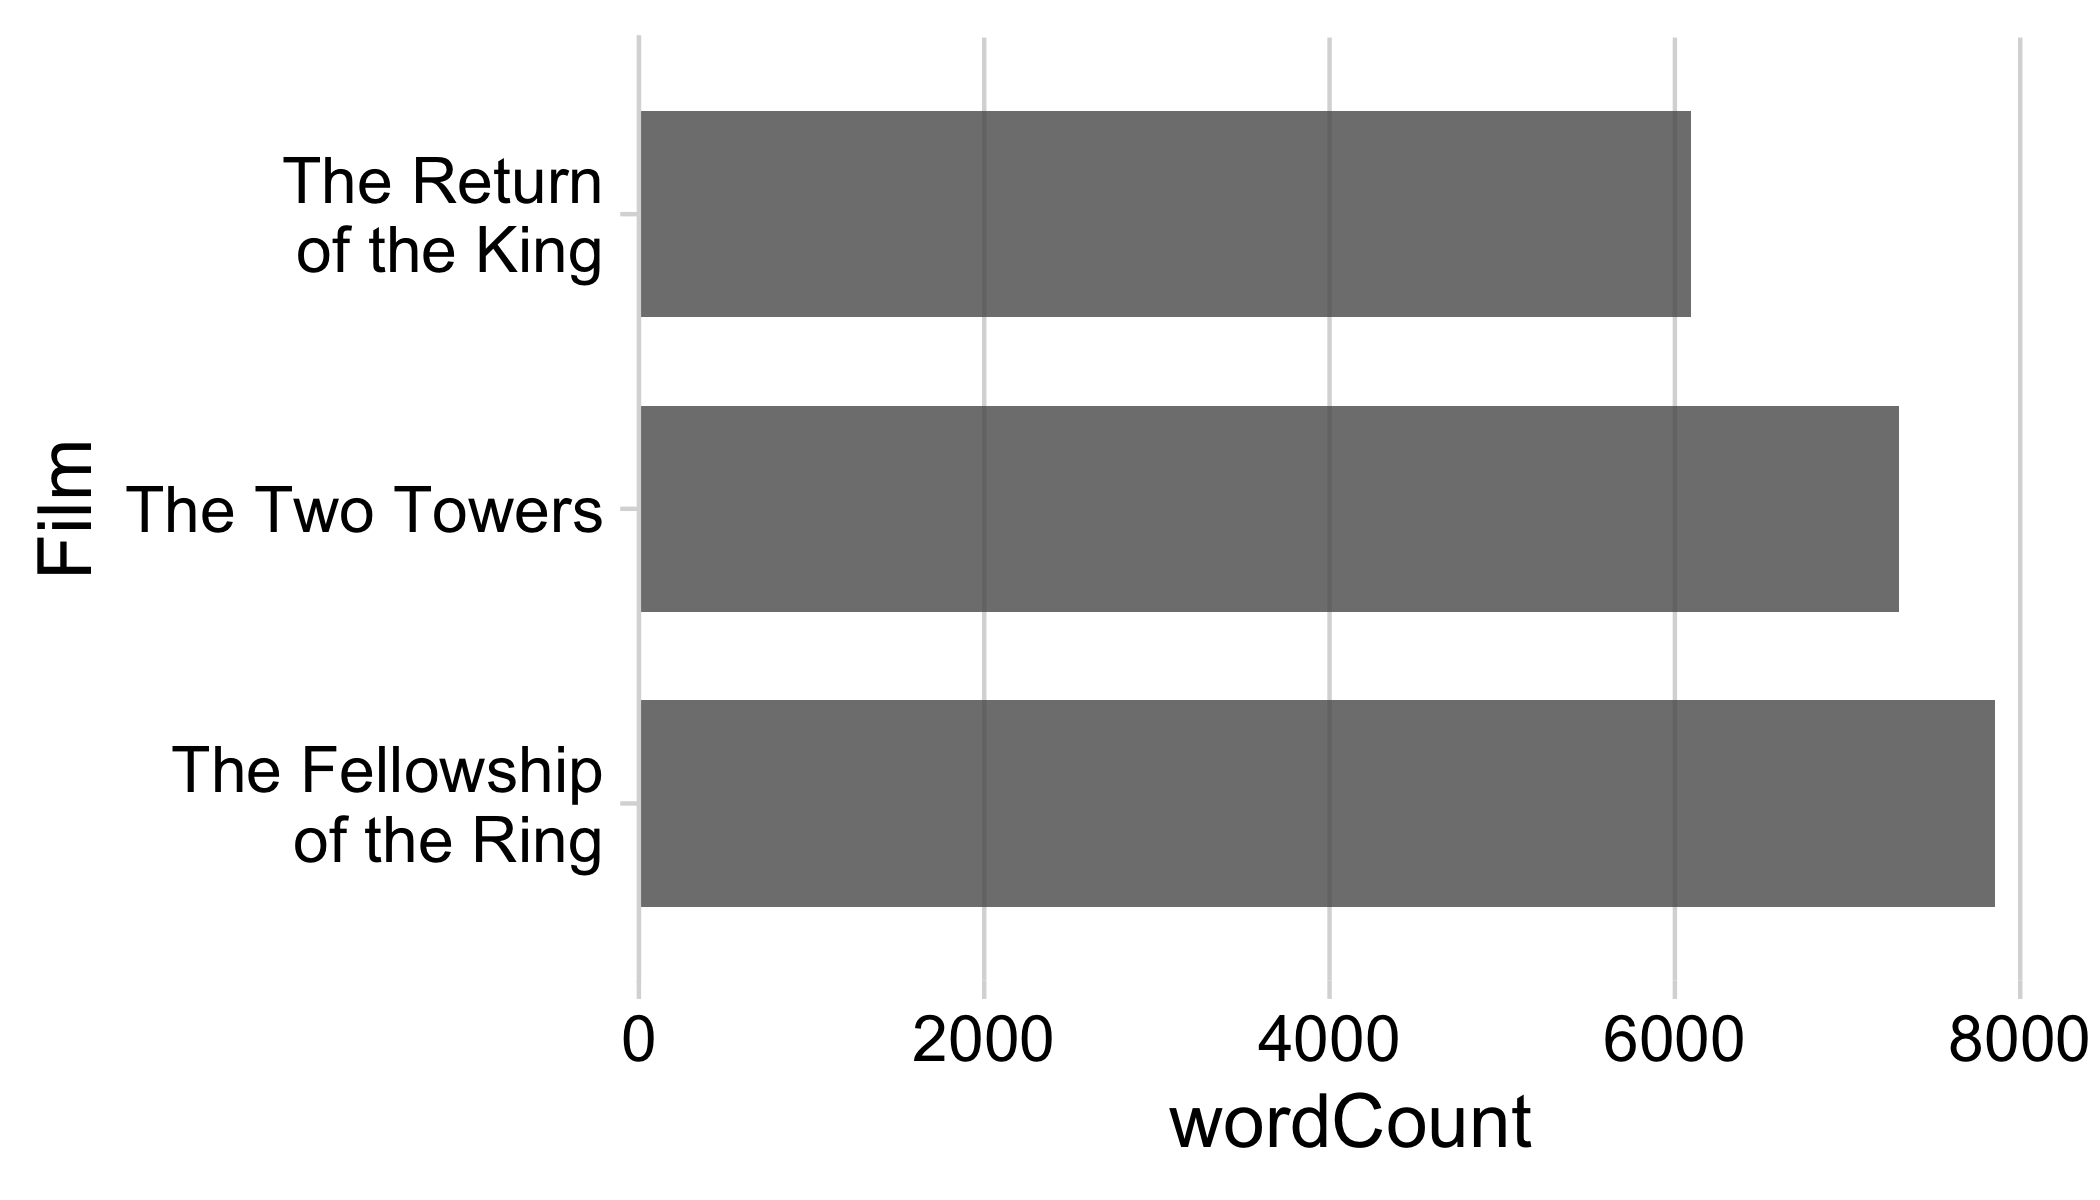 The Return
of the King
The Two Towers
The Fellowship
of the Ring
Film
0 2000 4000 6000 8000
wordCount